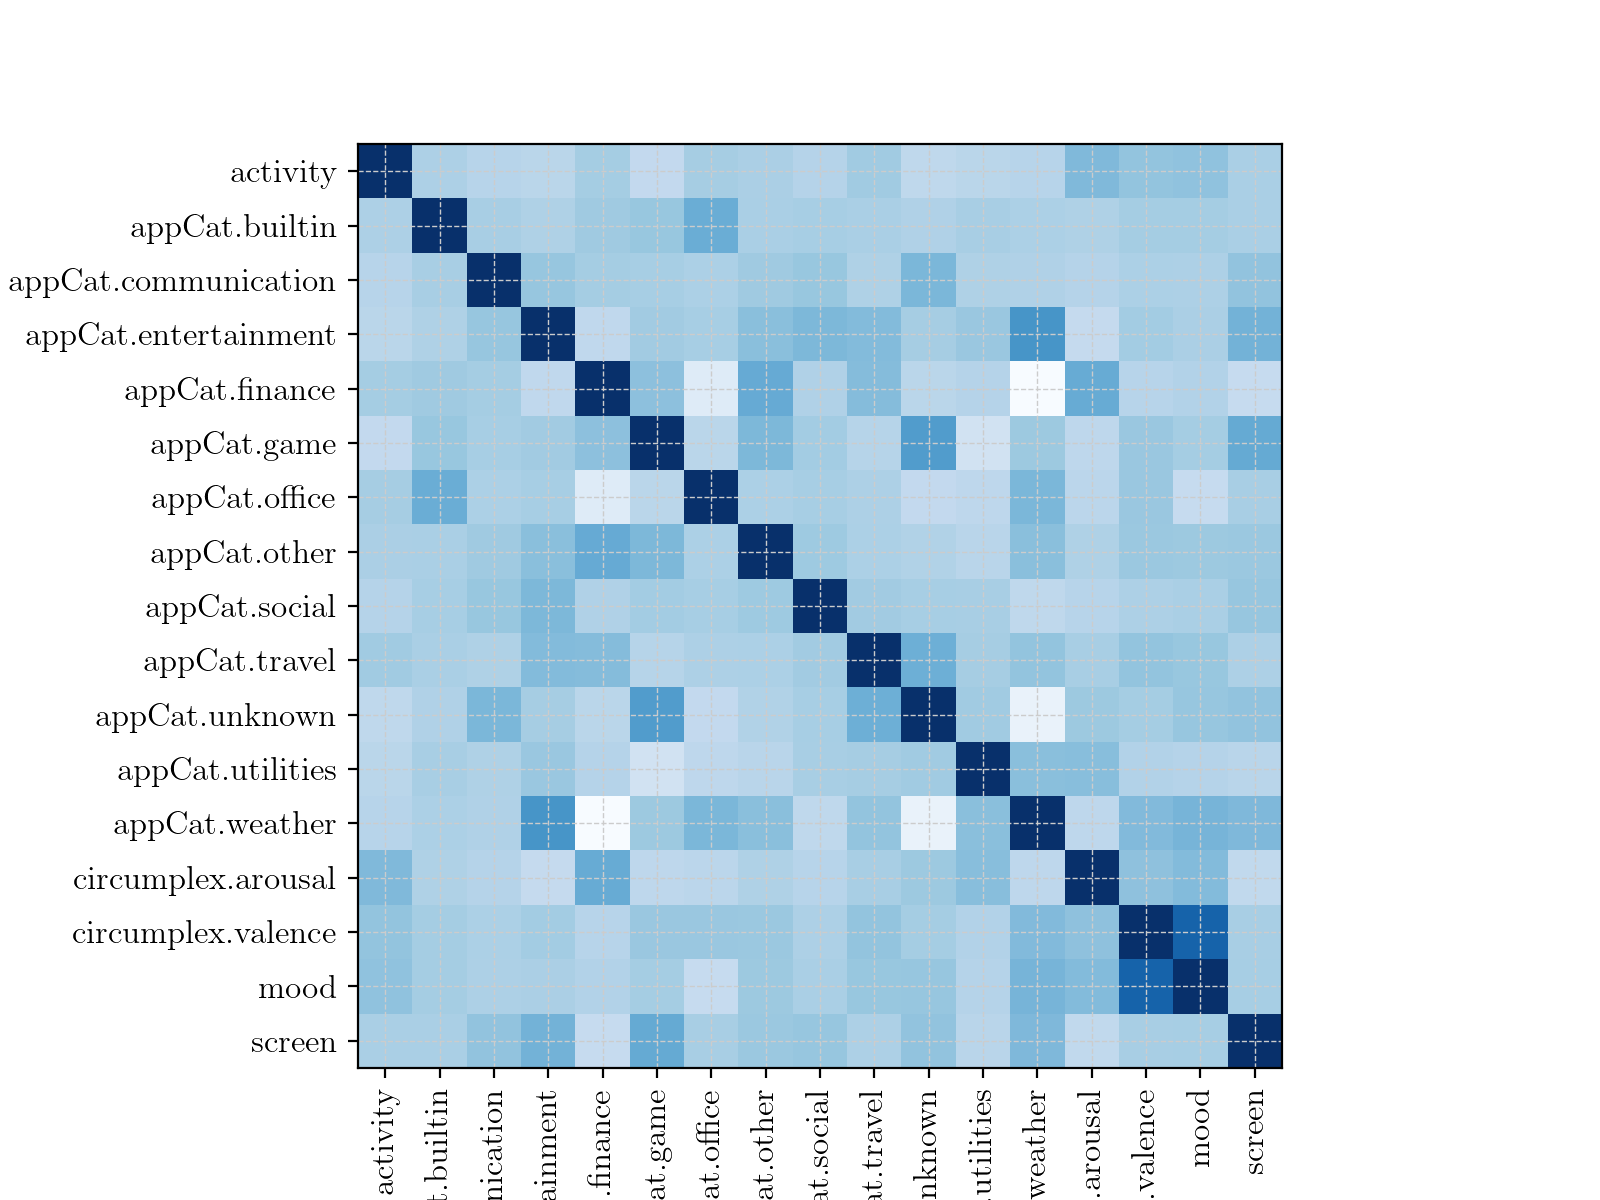 activity
appCat.builtin
appCat.communication
appCat.entertainment
appCat.finance
appCat.game
appCat.office
appCat.other
appCat.social
appCat.travel
appCat.unknown
appCat.utilities
appCat.weather
circumplex.arousal
circumplex.valence
mood
screen
activity
t.builtin
nication
ainment
.finance
at.game
at.office
at.other
at.social
at.travel
nknown
.utilities
weather
.arousal
.valence
mood
screen